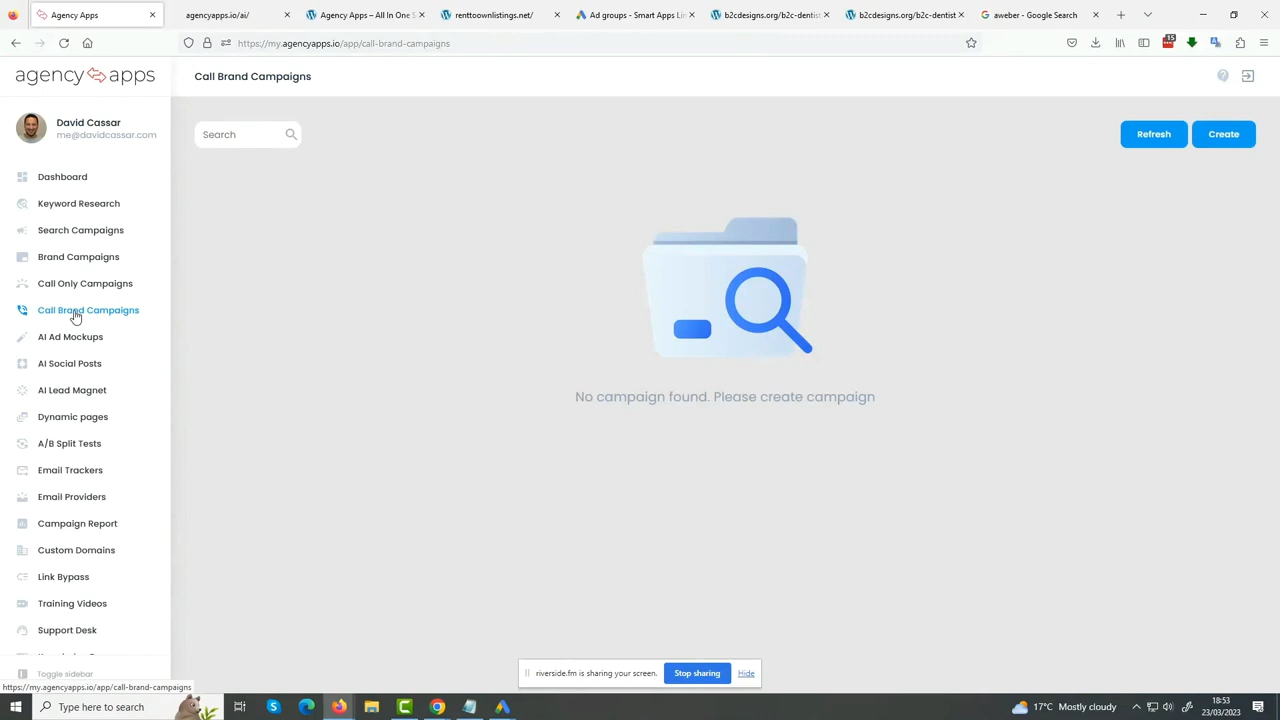 Agency Apps
agencyapps.io/ai/
Agency Apps – All In One S
renttownlistings.net/
Ad groups - Smart Apps Lin
b2cdesigns.org/b2c-dentist
b2cdesigns.org/b2c-dentist
aweber - Google Search
https://my.agencyapps.io/app/call-brand-campaigns
15
agency apps
Call Brand Campaigns
David Cassar
me@davidcassar.com
Search
Refresh
Create
Dashboard
Keyword Research
Search Campaigns
Brand Campaigns
Call Only Campaigns
Call Brand Campaigns
AI Ad Mockups
AI Social Posts
AI Lead Magnet
No campaign found. Please create campaign
Dynamic pages
A/B Split Tests
Email Trackers
Email Providers
Campaign Report
Custom Domains
Link Bypass
Training Videos
Support Desk
Toggle sidebar
riverside.fm is sharing your screen.
Stop sharing
Hide
https://my.agencyapps.io/app/call-brand-campaigns
Type here to search
17°C Mostly cloudy
18:53
23/03/2023